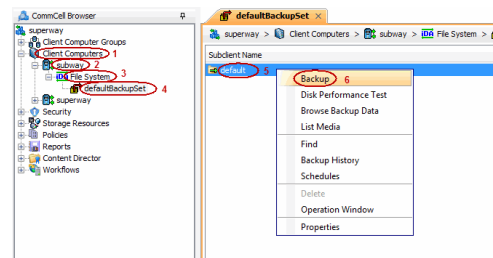 CommCell Browser
superway
Client Computer Groups
Client Computers 1
subway 2
File System 3
defaultBackupSet 4
superway
Security
Storage Resources
Policies
Reports
Content Director
Workflows
defaultBackupSet
superway > Client Computers > subway > iDA File System >
Subclient Name
default 5
Backup 6
Disk Performance Test
Browse Backup Data
List Media
Find
Backup History
Schedules
Delete
Operation Window
Properties